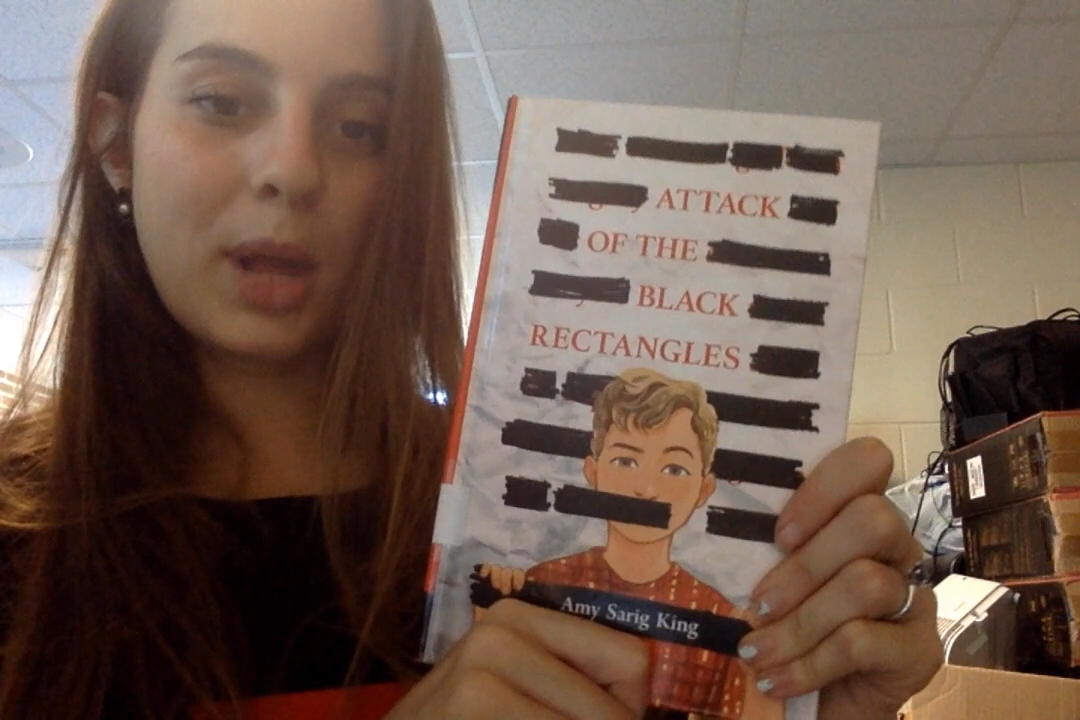 ATTACK
OF THE
BLACK
RECTANGLES
Amy Sarig King